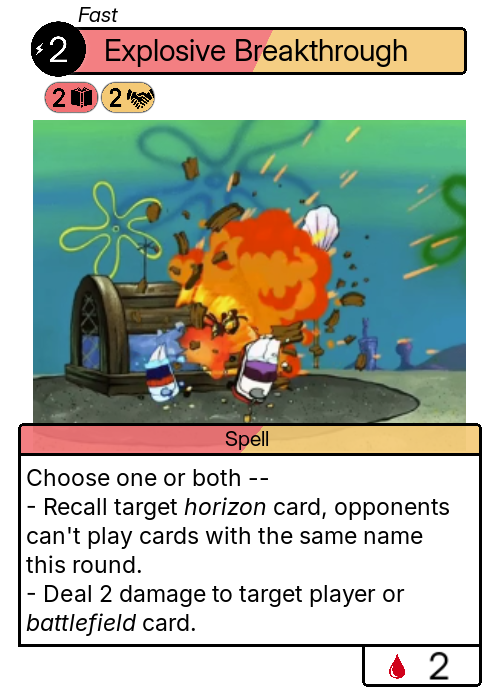 Fast
2 Explosive Breakthrough
2 2
Spell
Choose one or both --
- Recall target horizon card, opponents
can't play cards with the same name
this round.
- Deal 2 damage to target player or
battlefield card.
2